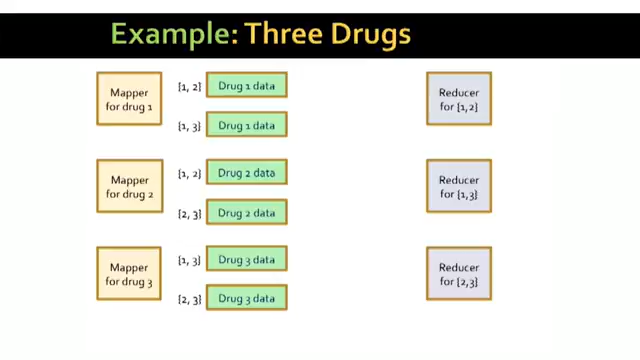 Example: Three Drugs
Mapper
for drug 1
{1, 2}
Drug 1 data
{1, 3}
Drug 1 data
Reducer
for {1,2}
Mapper
for drug 2
{1, 2}
Drug 2 data
{2, 3}
Drug 2 data
Reducer
for {1,3}
Mapper
for drug 3
{1, 3}
Drug 3 data
{2, 3}
Drug 3 data
Reducer
for {2,3}